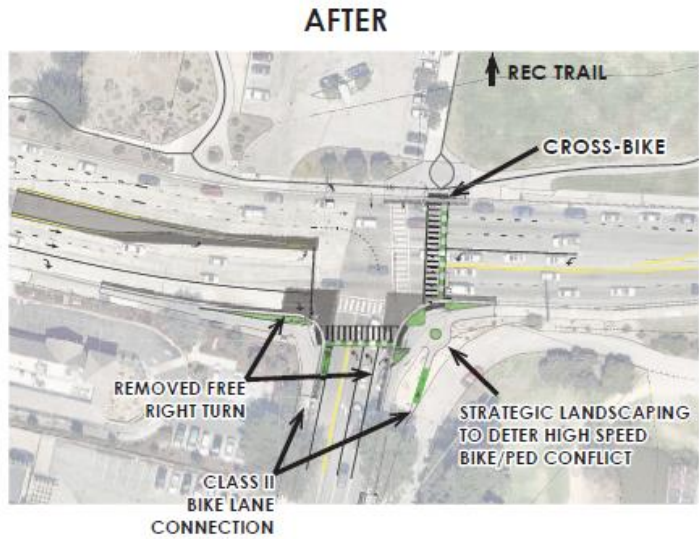 AFTER
REC TRAIL
CROSS-BIKE
REMOVED FREE
RIGHT TURN
STRATEGIC LANDSCAPING
TO DETER HIGH SPEED
BIKE/PED CONFLICT
CLASS II
BIKE LANE
CONNECTION